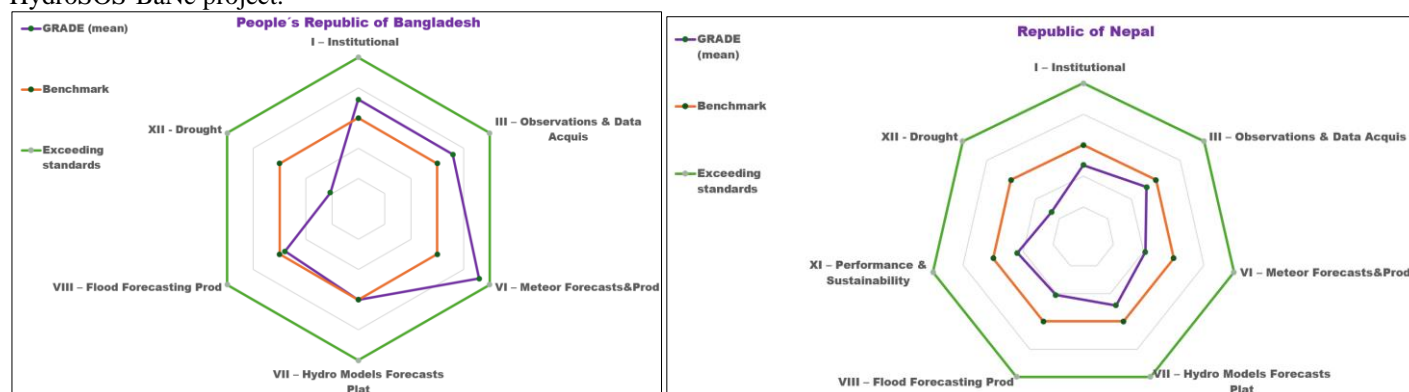 HydroSOS-BaNe project.
People´s Republic of Bangladesh
GRADE (mean)
I – Institutional
Benchmark
XII - Drought
III – Observations & Data
Acquis
Exceeding
standards
VIII – Flood Forecasting Prod
VI – Meteor Forecasts&Prod
VII – Hydro Models Forecasts
Plat
Republic of Nepal
GRADE
(mean)
I – Institutional
Benchmark
XII - Drought
III – Observations & Data Acquis
Exceeding
standards
XI – Performance &
Sustainability
VI – Meteor Forecasts&Prod
VIII – Flood Forecasting Prod
VII – Hydro Models Forecasts
Plat